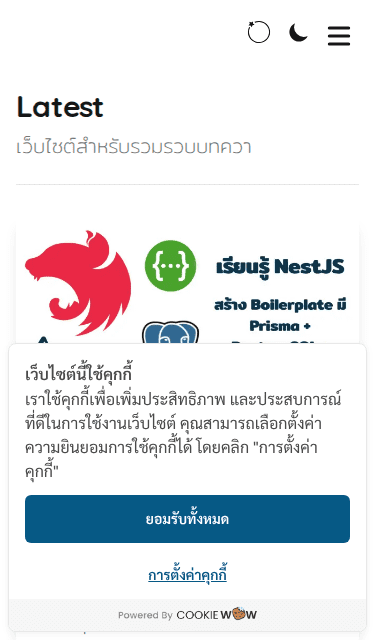 Latest
เว็บไซต์สำหรับรวมรวบบทควา
{···}
เรียนรู้ NestJS
สร้าง Boilerplate มี
Prisma +
เว็บไซต์นี้ใช้คุกกี้
เราใช้คุกกี้เพื่อเพิ่มประสิทธิภาพ และประสบการณ์
ที่ดีในการใช้งานเว็บไซต์ คุณสามารถเลือกตั้งค่า
ความยินยอมการใช้คุกกี้ได้ โดยคลิก "การตั้งค่า
คุกกี้"
ยอมรับทั้งหมด
การตั้งค่าคุกกี้
Powered By COOKIE WOW